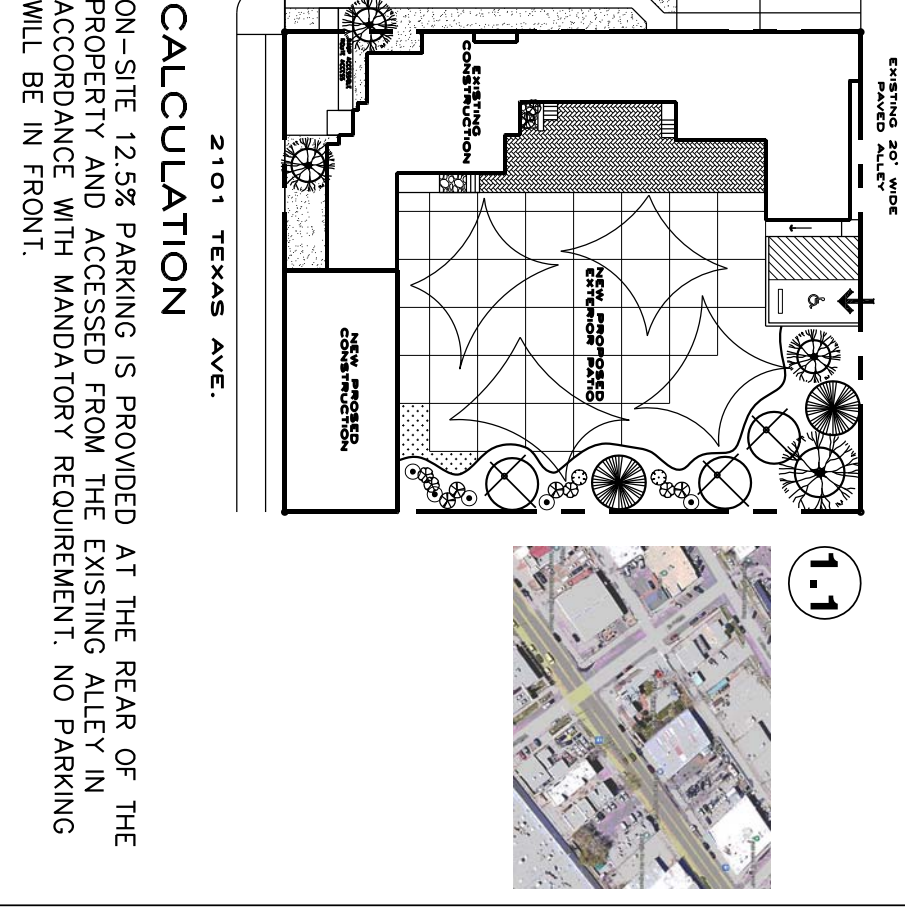 EXISTING 20' WIDE
PAVED ALLEY
EXISTING
CONSTRUCTION
NEW PROPOSED
EXTERIOR PATIO
NEW PROSED
CONSTRUCTION
2101 TEXAS AVE.
1.1
CALCULATION
ON-SITE 12.5% PARKING IS PROVIDED AT THE REAR OF THE
PROPERTY AND ACCESSED FROM THE EXISTING ALLEY IN
ACCORDANCE WITH MANDATORY REQUIREMENT. NO PARKING
WILL BE IN FRONT.